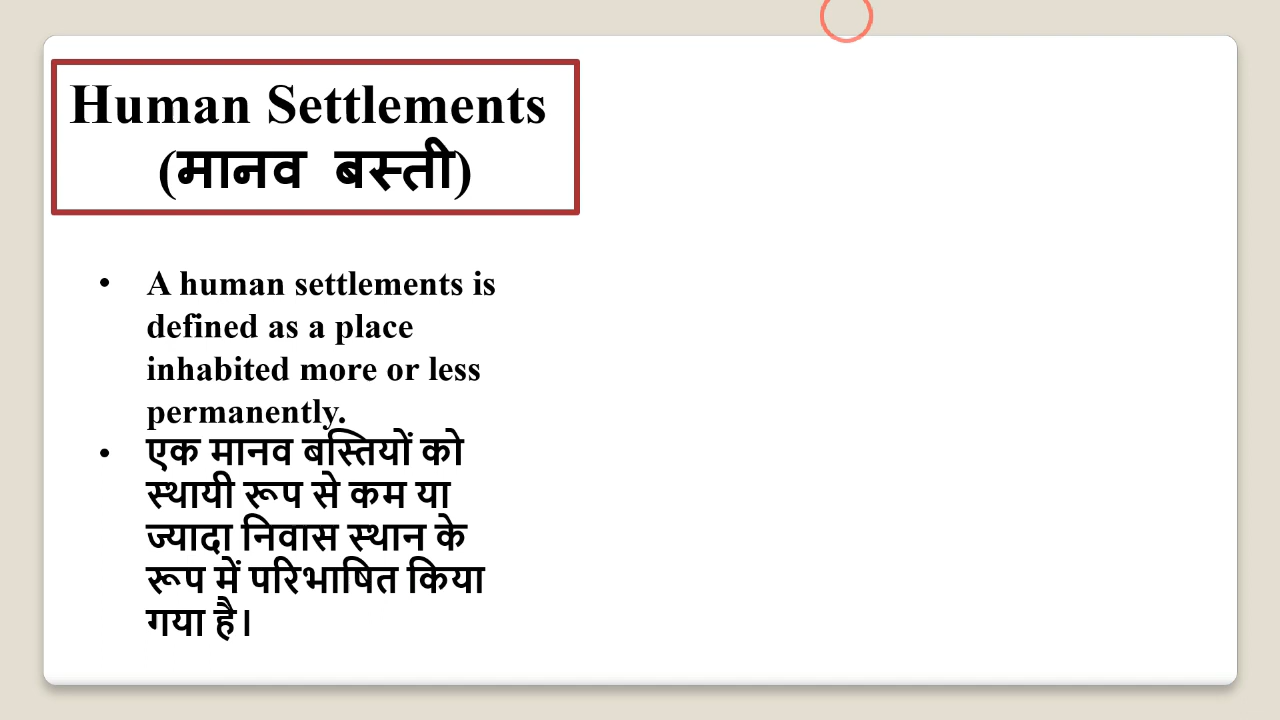 Human Settlements
(मानव बस्ती)
• A human settlements is
defined as a place
inhabited more or less
permanently.
• एक मानव बस्तियों को
स्थायी रूप से कम या
ज्यादा निवास स्थान के
रूप में परिभाषित किया
गया है।